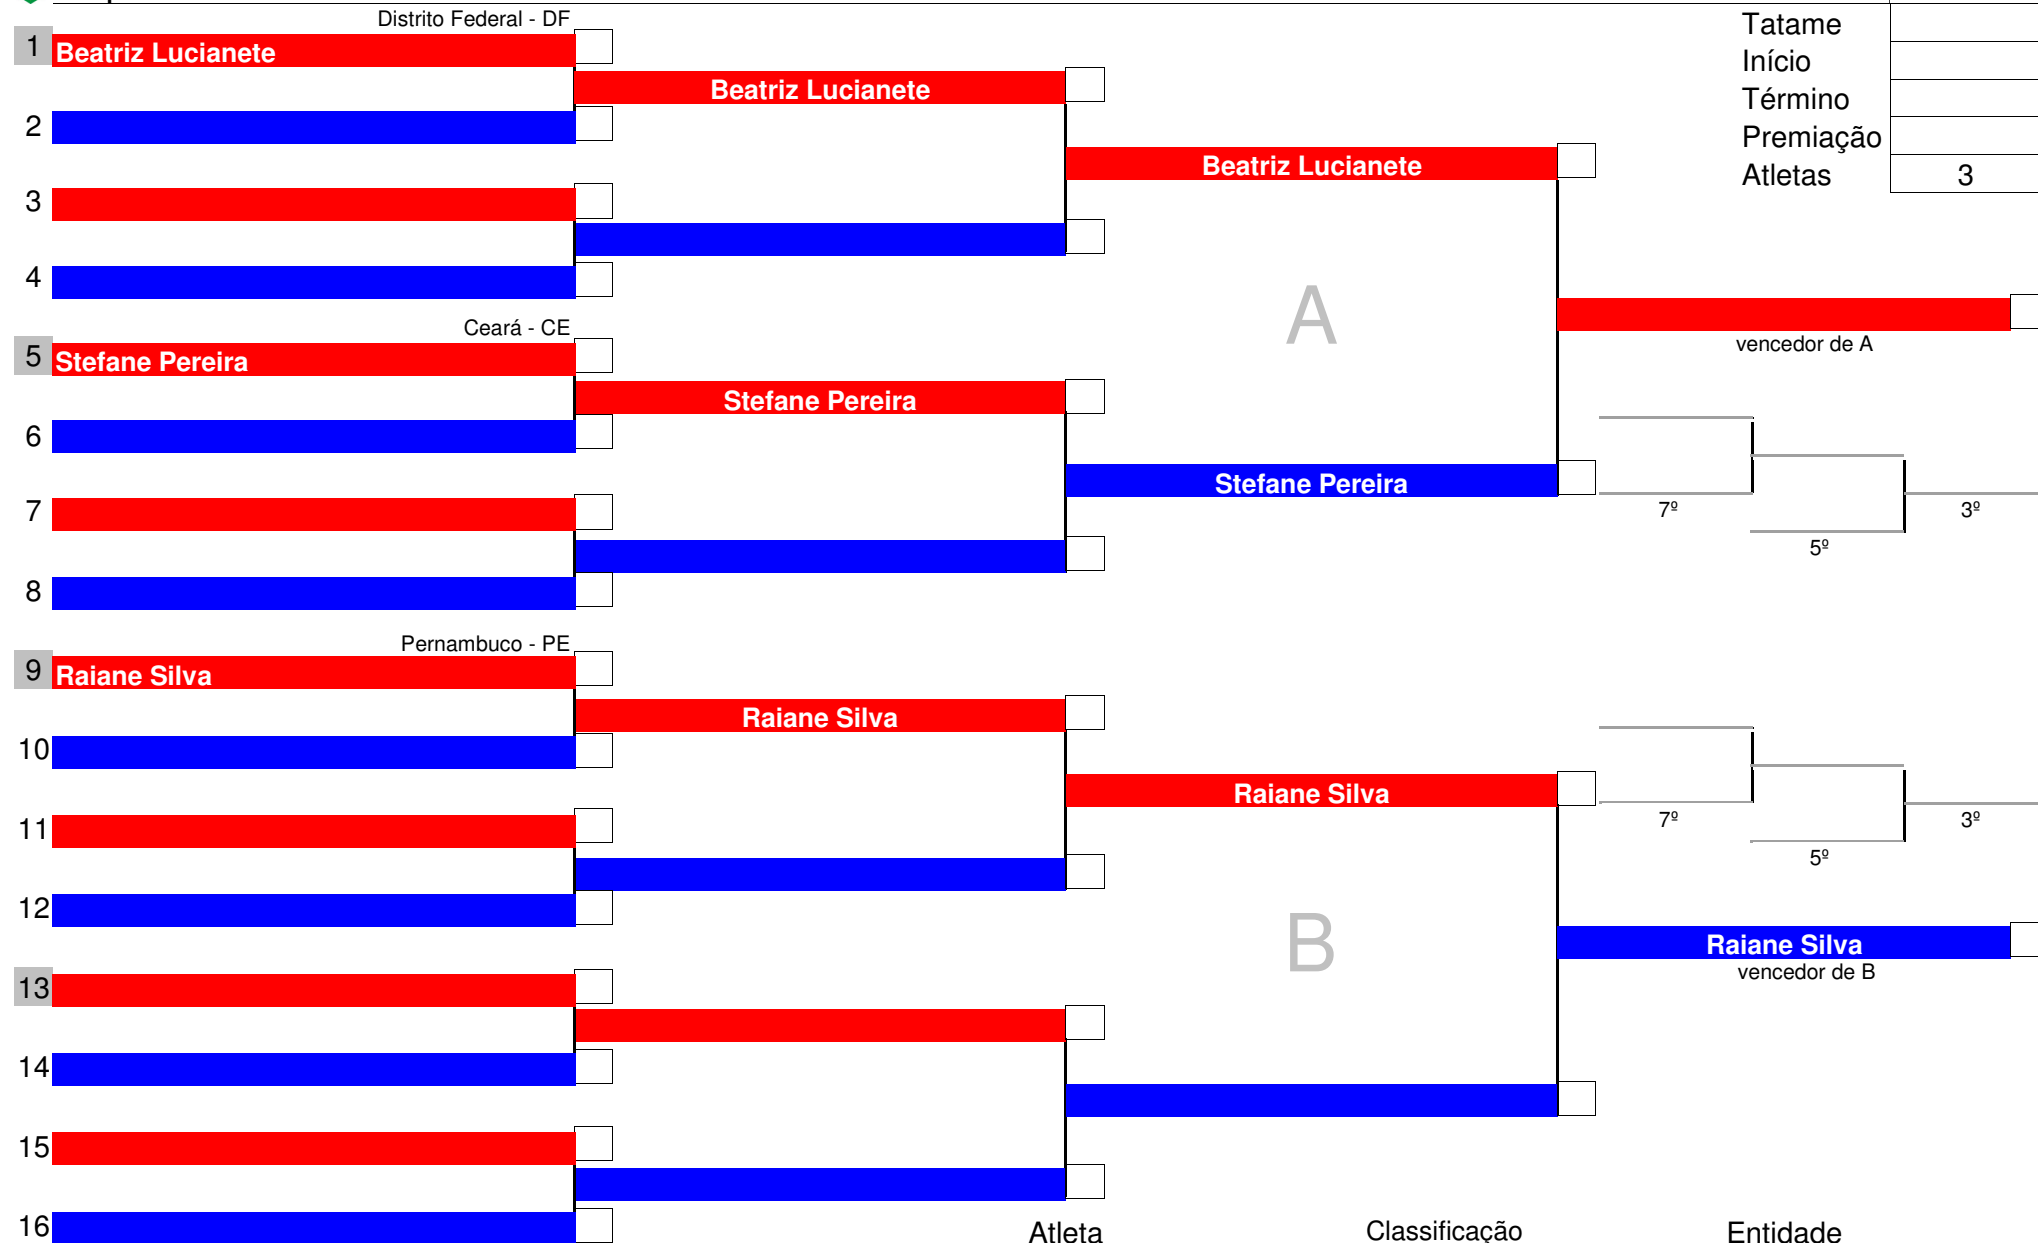 Distrito Federal - DF
Tatame
1 Beatriz Lucianete
Início
Beatriz Lucianete
Término
2
Premiação
Beatriz Lucianete
Atletas 3
3
4
A
Ceará - CE
vencedor de A
5 Stefane Pereira
Stefane Pereira
6
Stefane Pereira
7
7º 3º
5º
8
Pernambuco - PE
9 Raiane Silva
Raiane Silva
10
Raiane Silva
11
7º 3º
5º
12
B
Raiane Silva
vencedor de B
13
14
15
16
Atleta Classificação Entidade